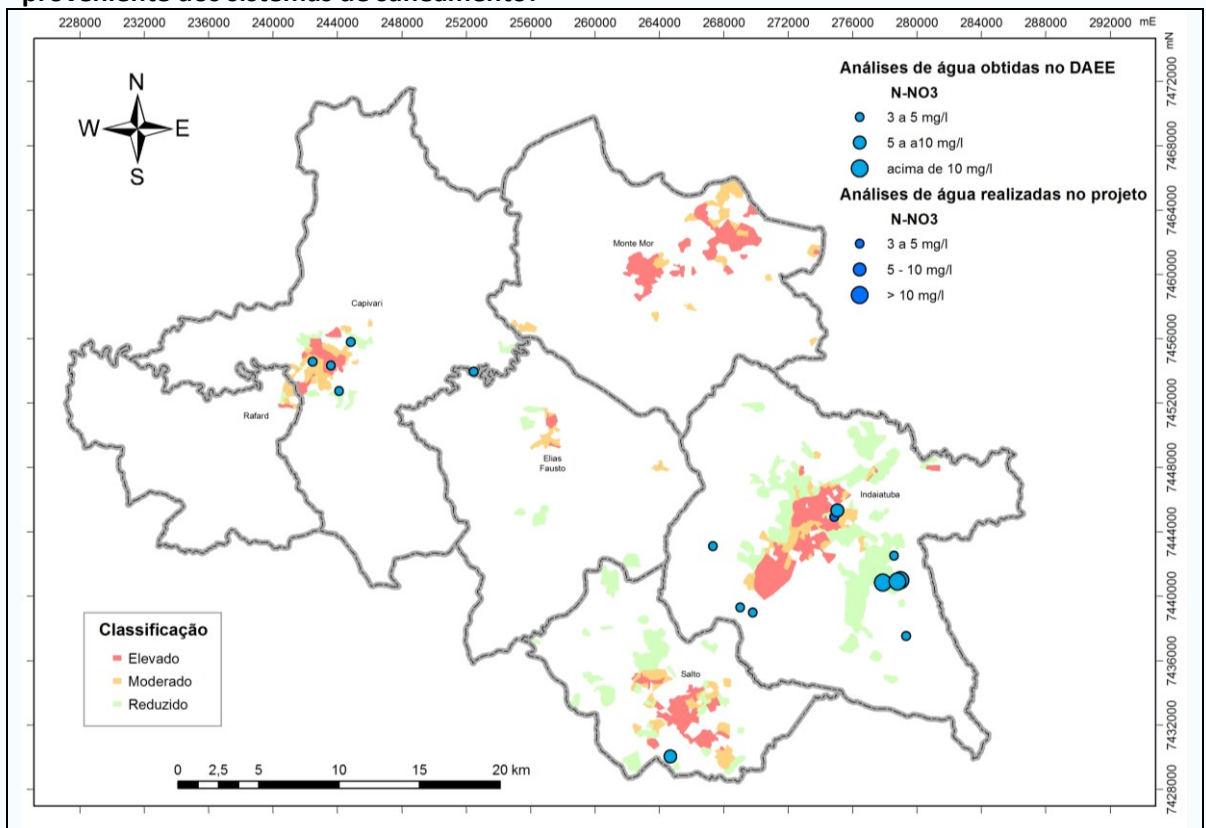 proveniente dos sistemas de saneamento?
228000 232000 236000 240000 244000 248000 252000 256000 260000 264000 268000 272000 276000 280000 284000 288000 292000 mE
mN
7472000
7468000
7464000
7460000
7456000
7452000
7448000
7444000
7440000
7436000
7432000
7428000
N
W E
S
Análises de água obtidas no DAEE
N-NO3
3 a 5 mg/l
5 a a10 mg/l
acima de 10 mg/l
Análises de água realizadas no projeto
N-NO3
3 a 5 mg/l
5 - 10 mg/l
> 10 mg/l
Monte Mor
Capivari
Rafard
Elias
Fausto
Indaiatuba
Salto
Classificação
Elevado
Moderado
Reduzido
0 2,5 5 10 15 20 km